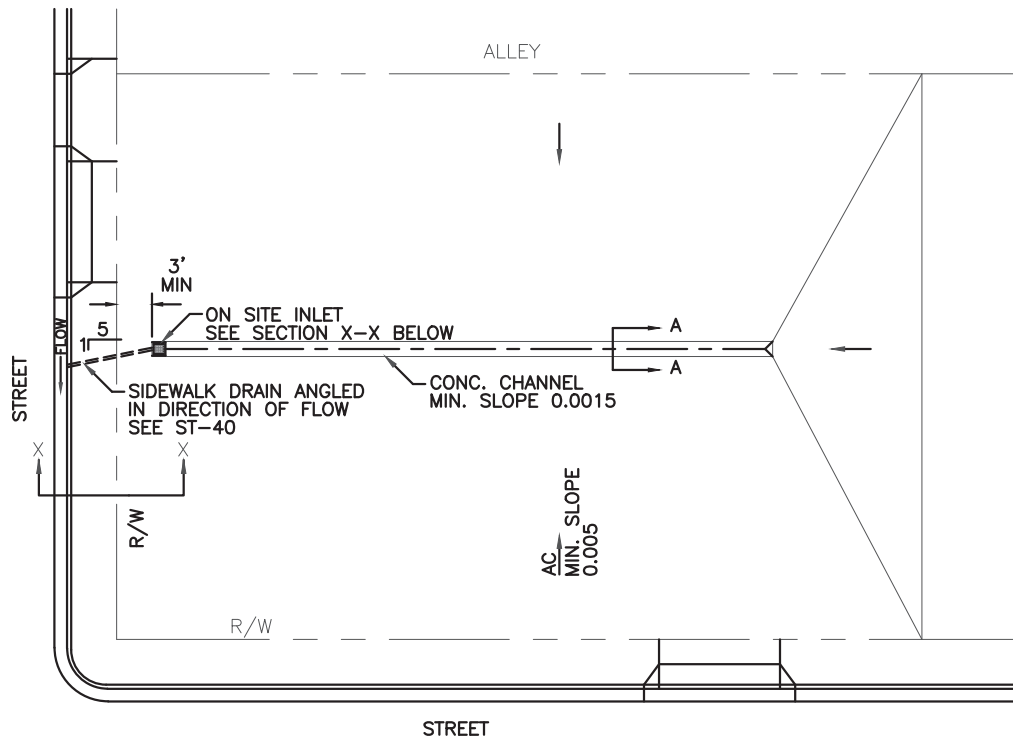 ALLEY
3'
MIN
ON SITE INLET
SEE SECTION X-X BELOW
5
1
FLOW
A
A
CONC. CHANNEL
MIN. SLOPE 0.0015
SIDEWALK DRAIN ANGLED
IN DIRECTION OF FLOW
SEE ST-40
STREET
X
X
R/W
AC
MIN. SLOPE
0.005
R/W
STREET